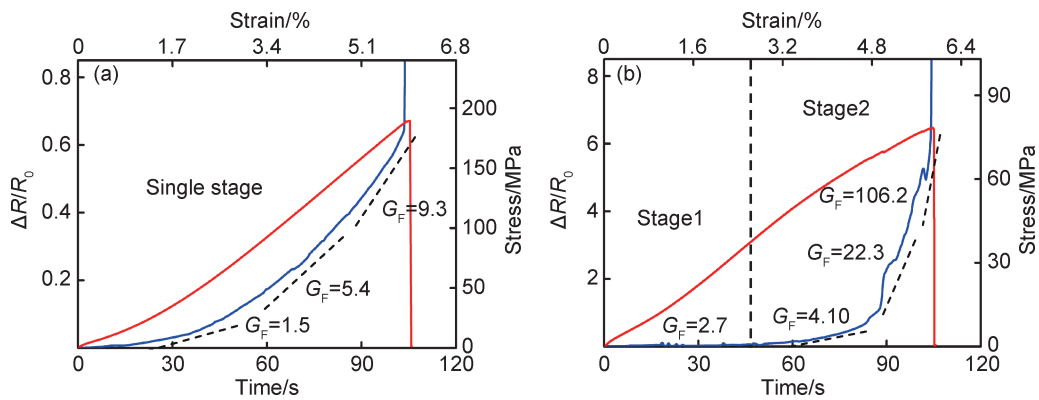 Strain/%
0 1.7 3.4 5.1 6.8
(a)
0.8
0.6
0.4
0.2
0
ΔR/R0
200
150
100
50
0
Stress/MPa
Single stage
GF=9.3
GF=5.4
GF=1.5
0 30 60 90 120
Time/s
Strain/%
0 1.6 3.2 4.8 6.4
(b)
8
6
4
2
0
ΔR/R0
90
60
30
0
Stress/MPa
Stage2
Stage1
GF=106.2
GF=22.3
GF=4.10
GF=2.7
0 30 60 90 120
Time/s